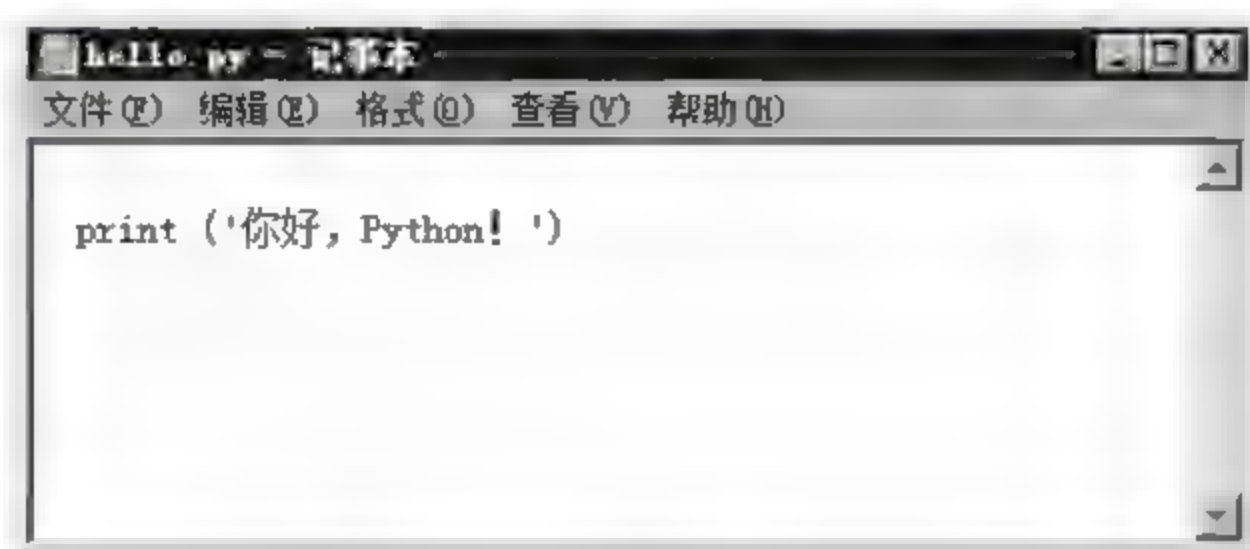 hello.py - 记事本
文件(F) 编辑(E) 格式(O) 查看(V) 帮助(H)
print ('你好，Python！')